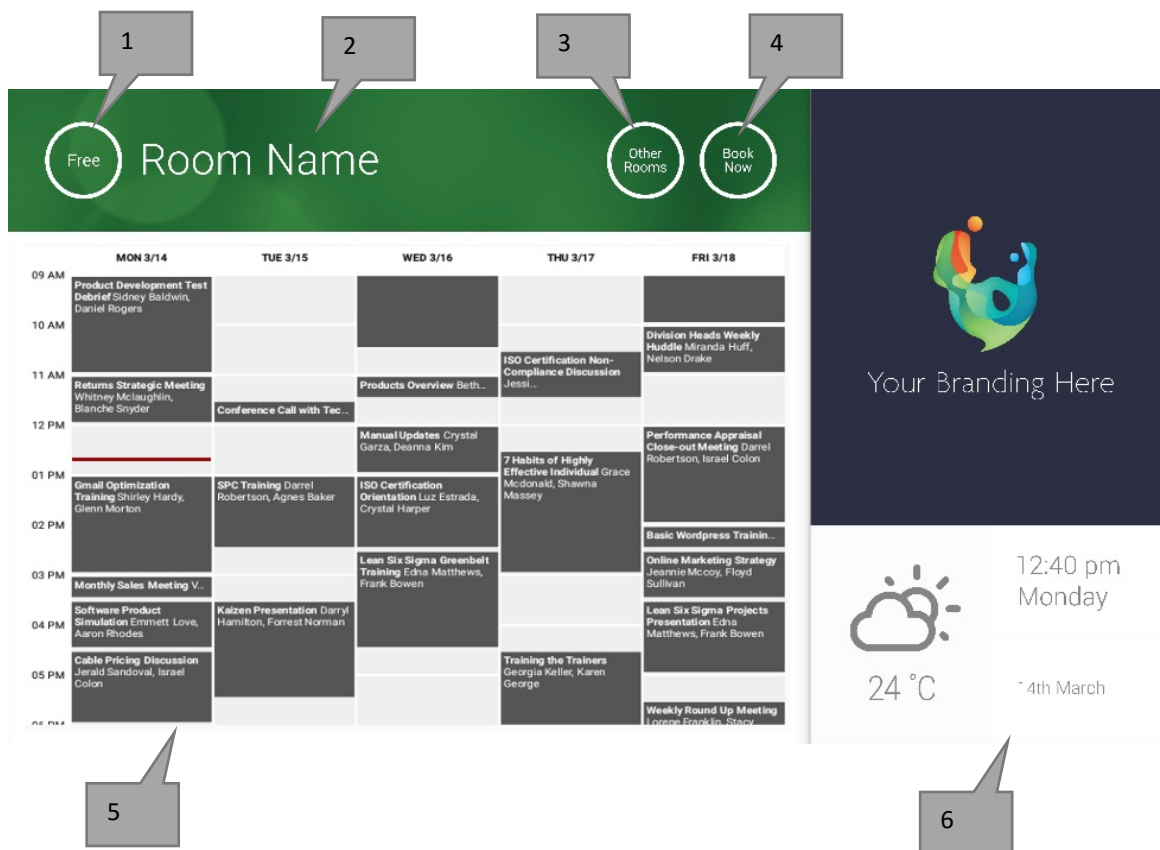 1
2
3
4
Free
Room Name
Other
Rooms
Book
Now
MON 3/14
TUE 3/15
WED 3/16
THU 3/17
FRI 3/18
09 AM
10 AM
11 AM
12 PM
01 PM
02 PM
03 PM
04 PM
05 PM
Product Development Test
Debrief Sidney Baldwin,
Daniel Rogers
Returns Strategic Meeting
Whitney Mclaughlin,
Blanche Snyder
Gmail Optimization
Training Shirley Hardy,
Glenn Morton
Monthly Sales Meeting V...
Software Product
Simulation Emmett Love,
Aaron Rhodes
Cable Pricing Discussion
Jerald Sandoval, Israel
Colon
Conference Call with Tec...
SPC Training Darrel
Robertson, Agnes Baker
Kaizen Presentation Darryl
Hamilton, Forrest Norman
Products Overview Beth...
Manual Updates Crystal
Garza, Deanna Kim
ISO Certification
Orientation Luz Estrada,
Crystal Harper
Lean Six Sigma Greenbelt
Training Edna Matthews,
Frank Bowen
ISO Certification Non-
Compliance Discussion
Jessi...
7 Habits of Highly
Effective Individual Grace
Mcdonald, Shawna
Massey
Training the Trainers
Georgia Keller, Karen
George
Division Heads Weekly
Huddle Miranda Huff,
Nelson Drake
Performance Appraisal
Close-out Meeting Darrel
Robertson, Israel Colon
Basic Wordpress Trainin...
Online Marketing Strategy
Jeannie Mccoy, Floyd
Sullivan
Lean Six Sigma Projects
Presentation Edna
Matthews, Frank Bowen
Weekly Round Up Meeting
Lorene Franklin, Stacy
Your Branding Here
24 °C
12:40 pm
Monday
14th March
5
6